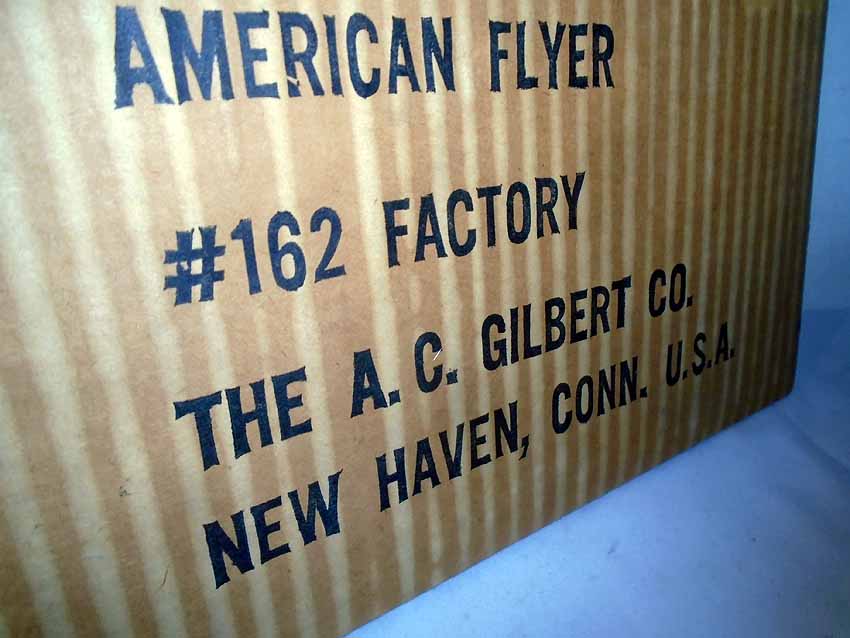 AMERICAN FLYER
#162 FACTORY
THE A. C. GILBERT CO.
NEW HAVEN, CONN. U.S.A.